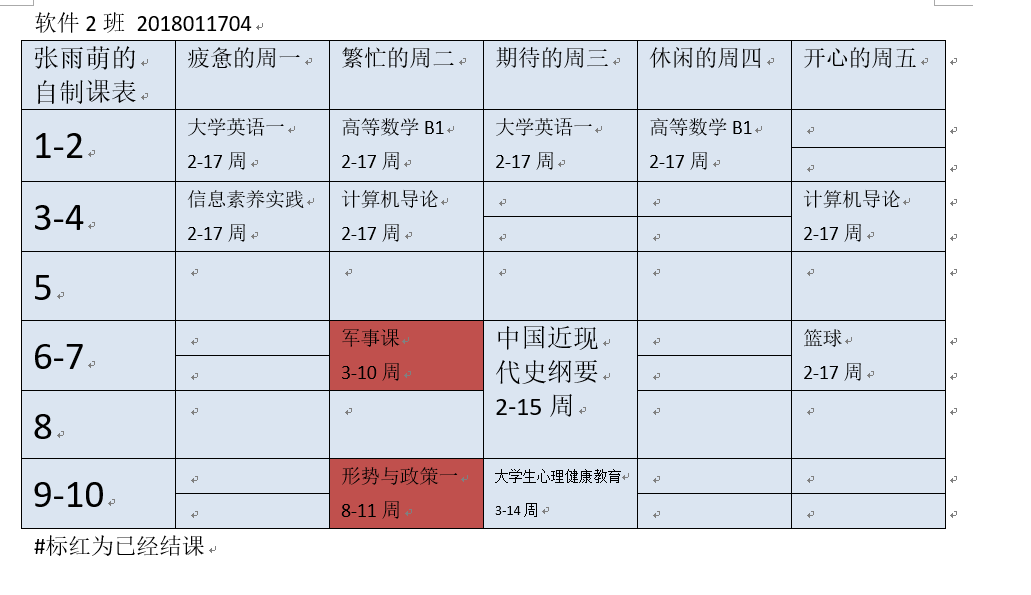 软件 2 班 2018011704
张雨萌的 疲惫的周一 繁忙的周二 期待的周三 休闲的周四 开心的周五
自制课表
1-2 大学英语一 高等数学 B1 大学英语一 高等数学 B1
2-17 周 2-17 周 2-17 周 2-17 周
3-4 信息素养实践 计算机导论 计算机导论
2-17 周 2-17 周 2-17 周
5
6-7 军事课 中国近现 篮球
3-10 周 代史纲要 2-17 周
8 2-15 周
9-10 形势与政策一 大学生心理健康教育
8-11 周 3-14 周
#标红为已经结课